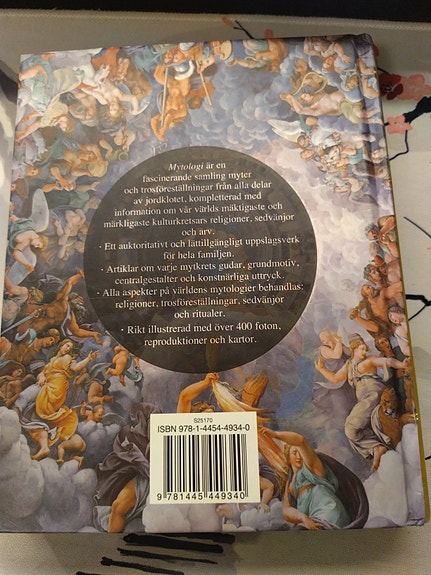 Mytologi är en
fascinerande samling myter
och trosföreställningar från alla delar
av jordklotet, kompletterad med
information om vår världs mäktigaste och
märkligaste kulturkretsars religioner, sedvänjor
och arv.
· Ett auktoritativt och lättillgängligt uppslagsverk
för hela familjen.
· Artiklar om varje mytkrets gudar, grundmotiv,
centralgestalter och konstnärliga uttryck.
· Alla aspekter på världens mytologier behandlas:
religioner, trosföreställningar, sedvänjor
och ritualer.
· Rikt illustrerad med över 400 foton,
reproduktioner och kartor.
S25170
ISBN 978-1-4454-4934-0
9 781445 449340